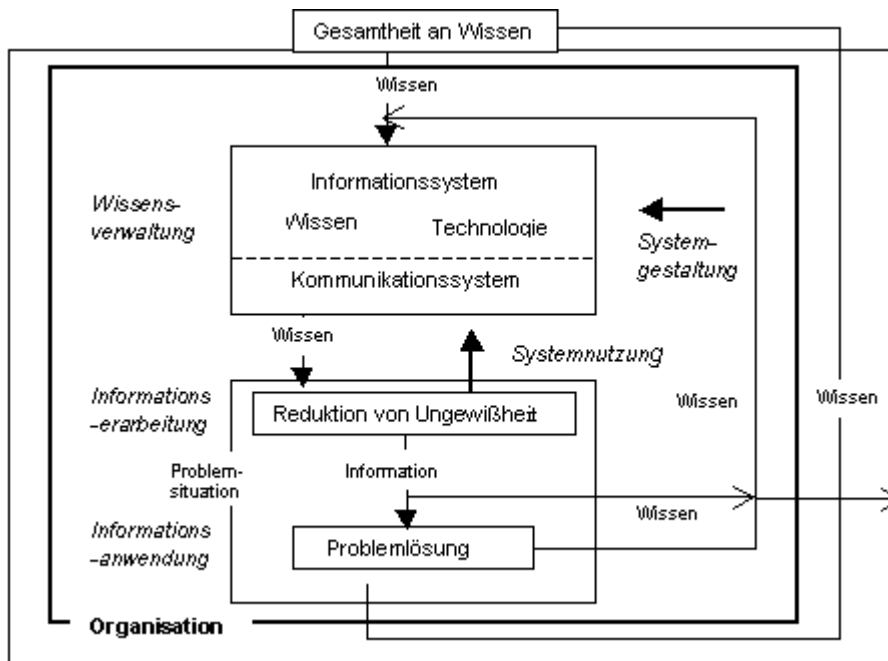 Gesamtheit an Wissen
Wissen
Informationssystem
Wissens-
verwaltung
Wissen
Technologie
System-
gestaltung
Kommunikationssystem
Wissen
Systemnutzung
Informations
-erarbeitung
Reduktion von Ungewißheit
Wissen
Wissen
Problem-
situation
Information
Wissen
Informations
-anwendung
Problemlösung
Organisation